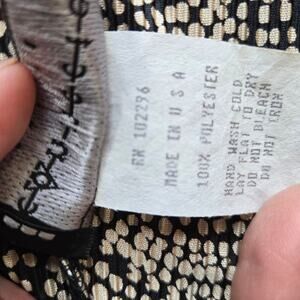 RN 102296
MADE IN U S A
100% POLYESTER
HAND WASH COLD
LAY FLAT TO DRY
DO NOT BLEACH
DO NOT IRON